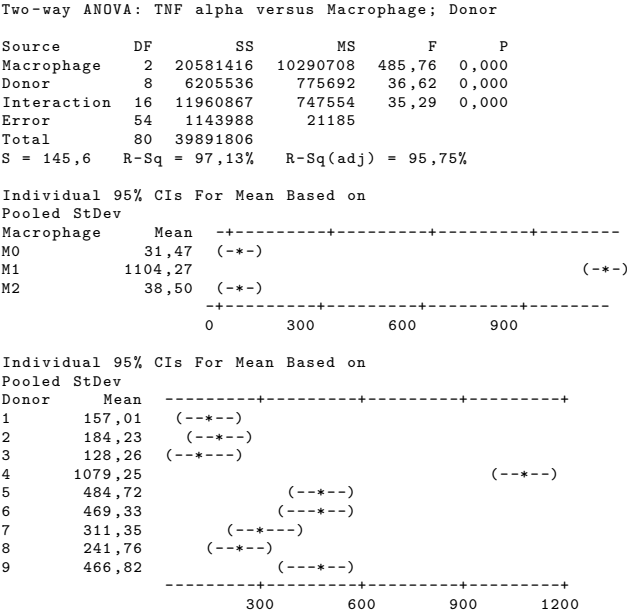 Two-way ANOVA: TNF alpha versus Macrophage; Donor
Source       DF        SS        MS       F      P
Macrophage    2  20581416  10290708  485,76  0,000
Donor         8   6205536    775692   36,62  0,000
Interaction  16  11960867    747554   35,29  0,000
Error        54   1143988     21185
Total        80  39891806
S = 145,6   R-Sq = 97,13%   R-Sq(adj) = 95,75%
Individual 95% CIs For Mean Based on
Pooled StDev
Macrophage     Mean  -+---------+---------+---------+--------
M0            31,47  (-*-)
M1          1104,27                                      (-*-)
M2            38,50  (-*-)
                    -+---------+---------+---------+--------
                    0       300       600       900
Individual 95% CIs For Mean Based on
Pooled StDev
Donor     Mean  ---------+---------+---------+---------+
1       157,01   (--*--)
2       184,23    (--*--)
3       128,26  (--*---)
4      1079,25                                  (--*--)
5       484,72              (--*--)
6       469,33             (---*--)
7       311,35        (--*---)
8       241,76      (--*---)
9       466,82             (---*--)
                ---------+---------+---------+---------+
                        300       600       900      1200